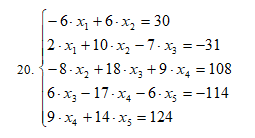 -6·x₁+6·x₂=30
2·x₁+10·x₂-7·x₃=-31
20. -8·x₂+18·x₃+9·x₄=108
6·x₃-17·x₄-6·x₅=-114
9·x₄+14·x₅=124